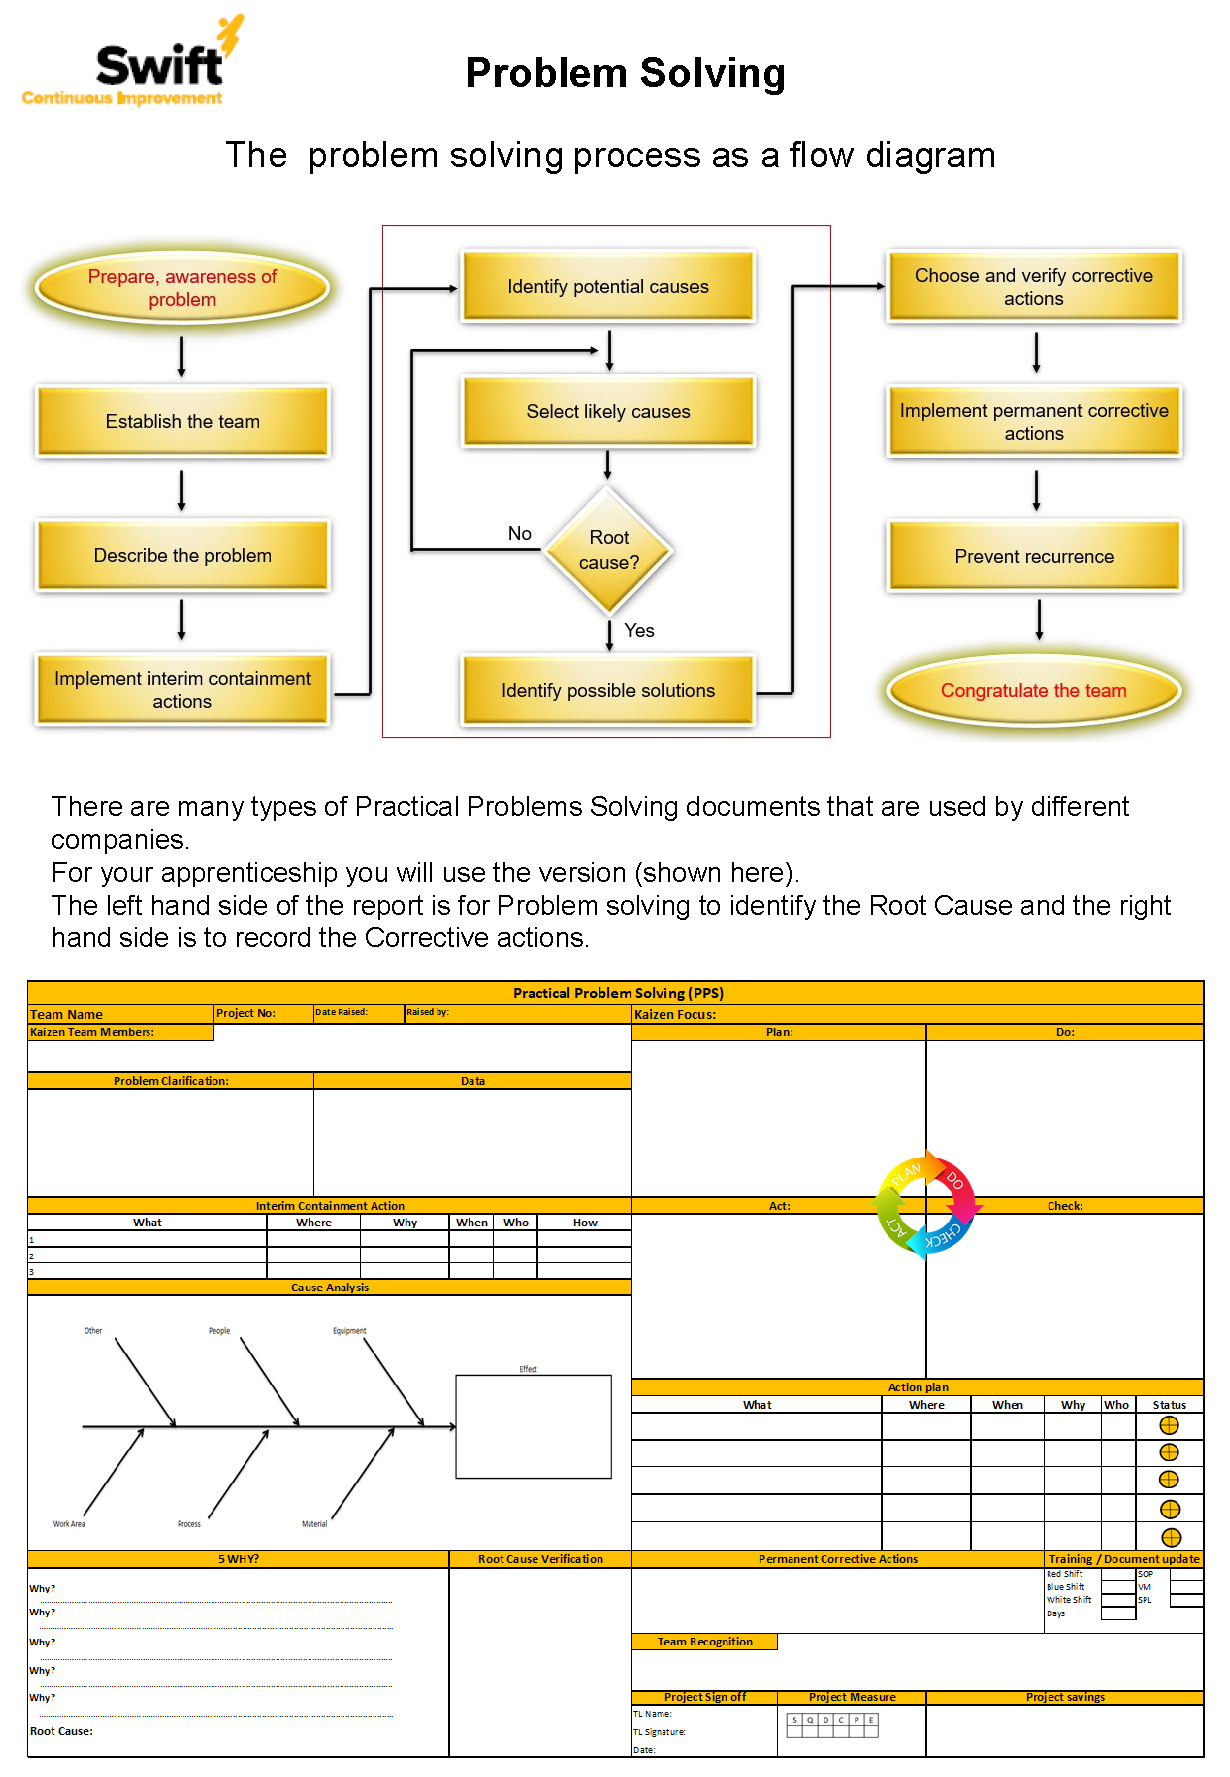 Swift
Continuous Improvement
Problem Solving
The problem solving process as a flow diagram
Prepare, awareness of
problem
Establish the team
Describe the problem
Implement interim containment
actions
Identify potential causes
Select likely causes
No
Root
cause?
Yes
Identify possible solutions
Choose and verify corrective
actions
Implement permanent corrective
actions
Prevent recurrence
Congratulate the team
There are many types of Practical Problems Solving documents that are used by different
companies.
For your apprenticeship you will use the version (shown here).
The left hand side of the report is for Problem solving to identify the Root Cause and the right
hand side is to record the Corrective actions.
Practical Problem Solving (PPS)
Team Name
Project No:
Date Raised:
Raised by:
Kaizen Focus:
Kaizen Team Members:
Plan:
Do:
Problem Clarification:
Data
PLAN
DO
CHECK
ACT
Interim Containment Action
Act:
Check:
What Where Why When Who How
1
2
3
Cause Analysis
Other
People
Equipment
Effect
Work Area
Process
Material
Action plan
What Where When Why Who Status
5 WHY?
Root Cause Verification
Permanent Corrective Actions
Training / Document update
Why?
Why?
Why?
Why?
Why?
Root Cause:
Red Shift SOP
Blue Shift VM
White Shift SPL
Days
Team Recognition
Project Sign off
Project Measure
Project savings
TL Name:
TL Signature:
Date:
S Q D C P E